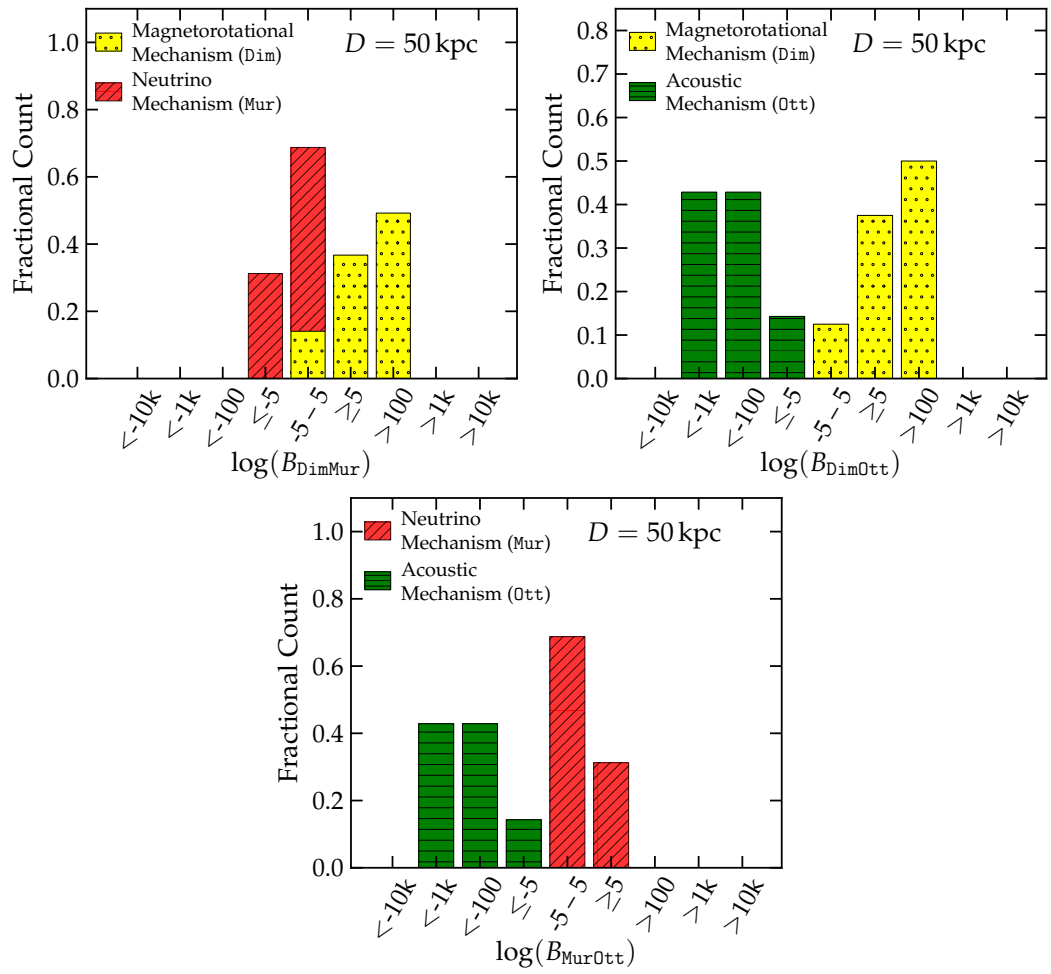 Magnetorotational
Mechanism (Dim)
Neutrino
Mechanism (Mur)
D = 50 kpc
Fractional Count
1.0
0.8
0.6
0.4
0.2
0.0
<-10k
<-1k
<-100
≤-5
-5 – 5
≥5
>100
>1k
>10k
log(B_DimMur)
Magnetorotational
Mechanism (Dim)
Acoustic
Mechanism (Ott)
D = 50 kpc
Fractional Count
0.8
0.7
0.6
0.5
0.4
0.3
0.2
0.1
0.0
<-10k
<-1k
<-100
≤-5
-5 – 5
≥5
>100
>1k
>10k
log(B_DimOtt)
Neutrino
Mechanism (Mur)
Acoustic
Mechanism (Ott)
D = 50 kpc
Fractional Count
1.0
0.8
0.6
0.4
0.2
0.0
<-10k
<-1k
<-100
≤-5
-5 – 5
≥5
>100
>1k
>10k
log(B_MurOtt)